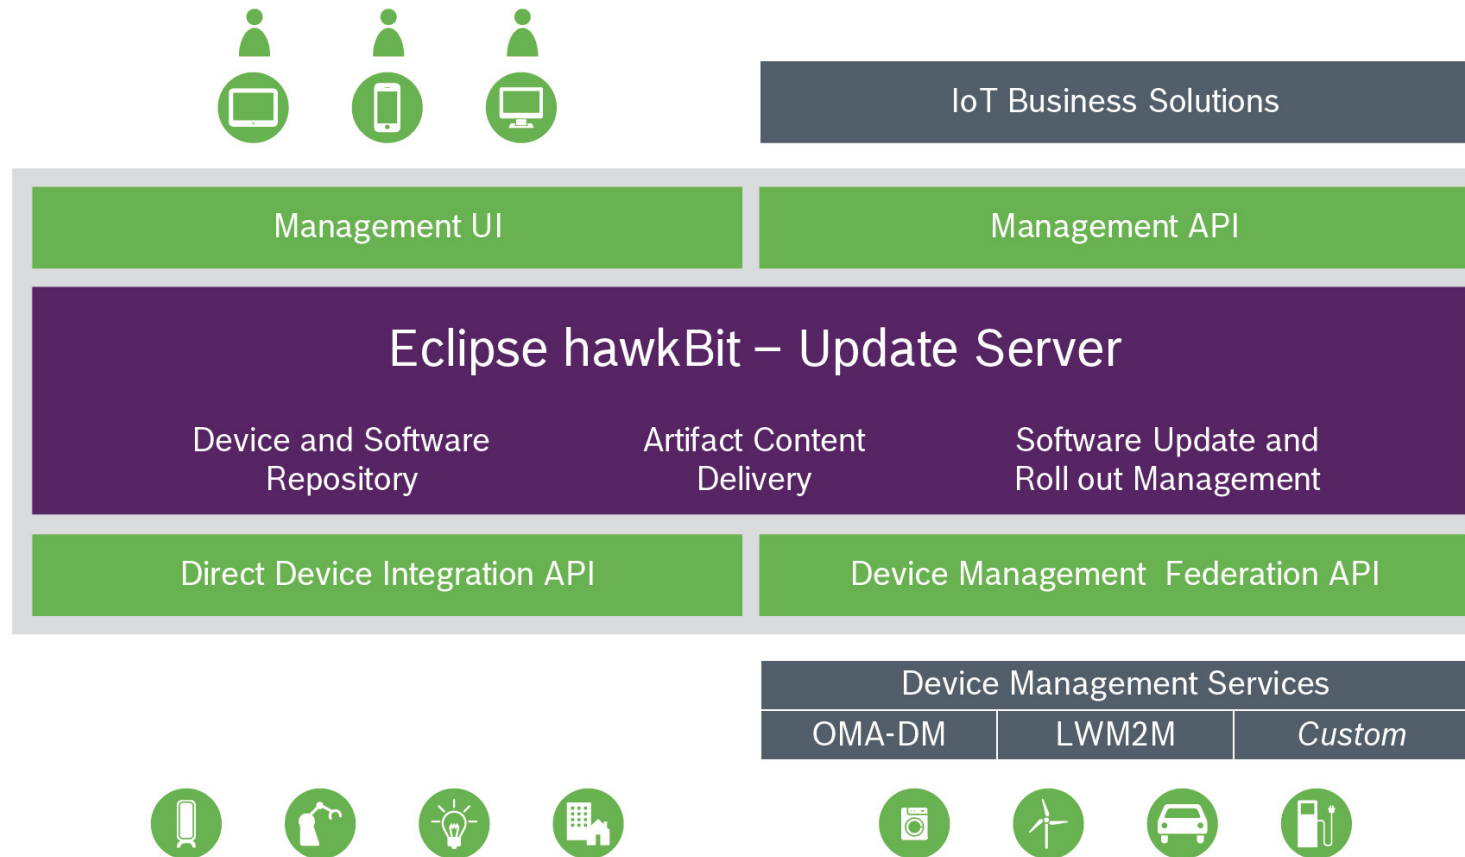 IoT Business Solutions
Management UI
Management API
Eclipse hawkBit – Update Server
Device and Software
Repository
Artifact Content
Delivery
Software Update and
Roll out Management
Direct Device Integration API
Device Management Federation API
Device Management Services
OMA-DM
LWM2M
Custom